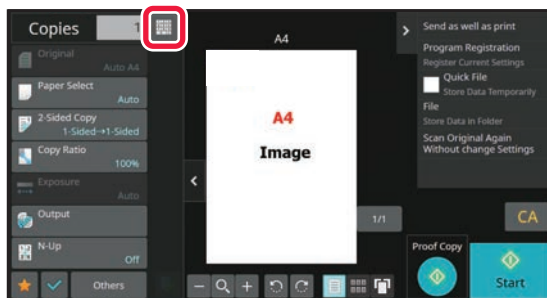 Copies 1
Original
Auto A4
Paper Select
Auto
2-Sided Copy
1-Sided→1-Sided
Copy Ratio
100%
Exposure
Auto
Output
N-Up
Off
Others
A4
A4
Image
1/1
Send as well as print
Program Registration
Register Current Settings
Quick File
Store Data Temporarily
File
Store Data in Folder
Scan Original Again
Without change Settings
CA
Proof Copy
Start